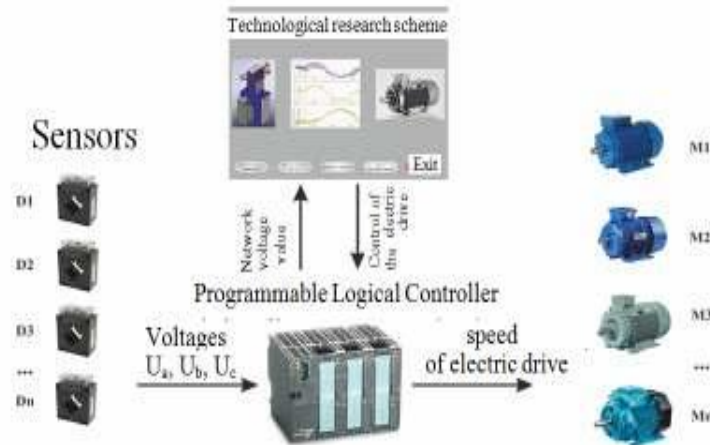 Technological research scheme
Exit
Sensors
D1
D2
D3
...
Dn
Network
voltage
value
Control of
the electric
drive
Programmable Logical Controller
Voltages
Ua, Ub, Uc
speed
of electric drive
M1
M2
M3
...